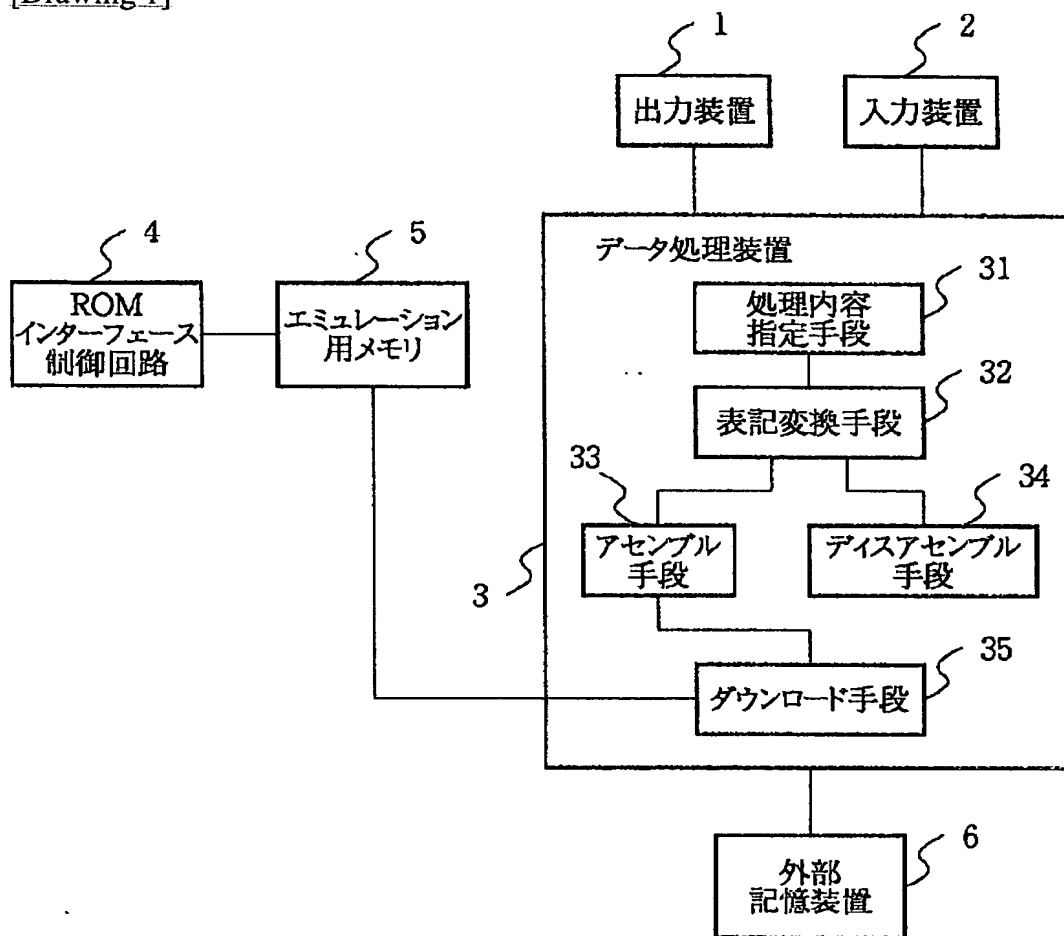 [Drawing 1]
1
2
出力装置
入力装置
4
5
データ処理装置
31
ROM
インターフェース
制御回路
エミュレーション
用メモリ
処理内容
指定手段
32
表記変換手段
33
34
アセンブル
手段
ディスアセンブル
手段
3
35
ダウンロード手段
6
外部
記憶装置